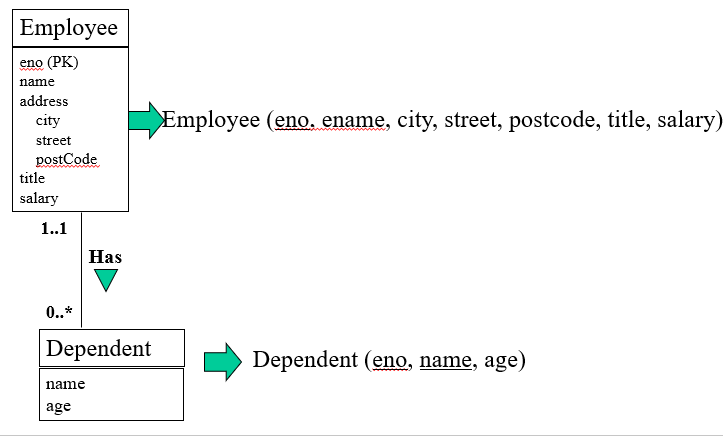 Employee
eno (PK)
name
address
city
street
postCode
title
salary
Employee (eno, ename, city, street, postcode, title, salary)
1..1
Has
0..*
Dependent
name
age
Dependent (eno, name, age)